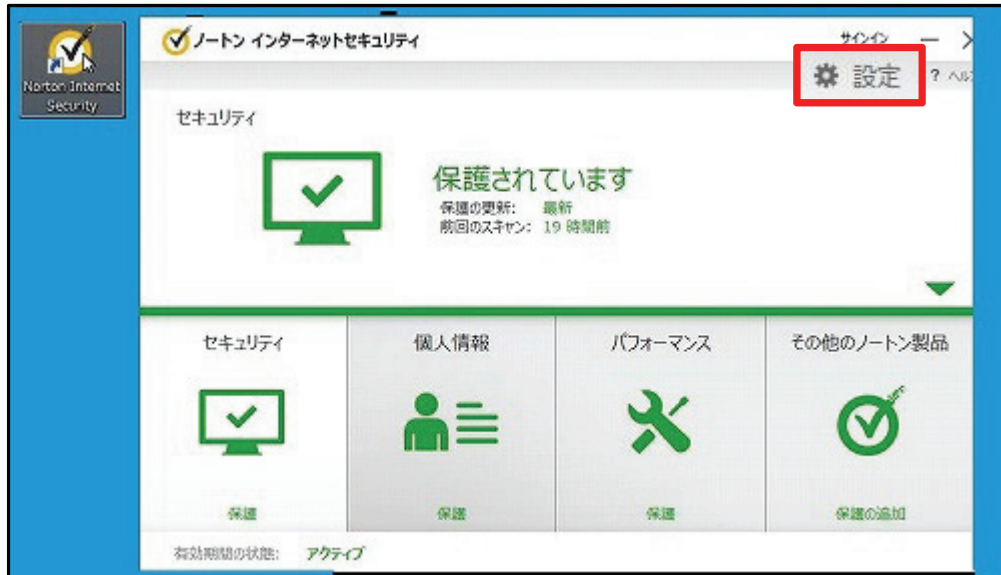 Norton Internet
Security
ノートン インターネットセキュリティ
サインイン
設定
? ヘル
セキュリティ
保護されています
保護の更新: 最新
前回のスキャン: 19 時間前
セキュリティ
個人情報
パフォーマンス
その他のノートン製品
保護
保護
保護
保護の追加
有効期間の状態: アクティブ